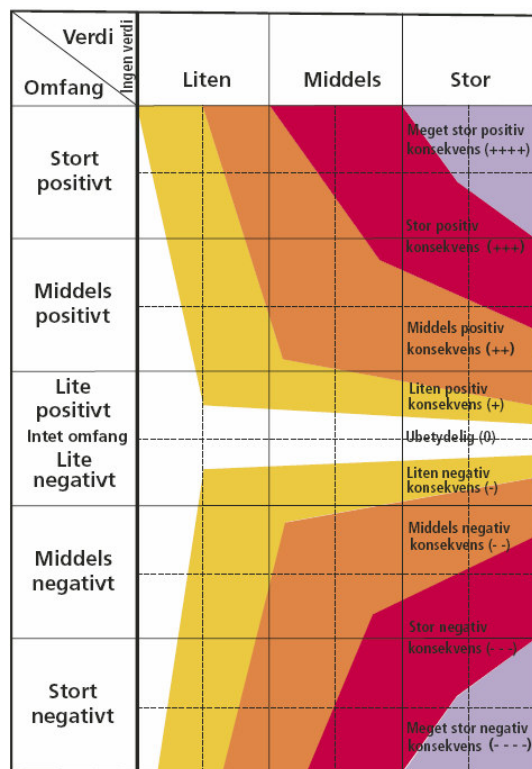 Verdi
Ingen verdi
Omfang
Liten
Middels
Stor
Stort
positivt
Meget stor positiv
konsekvens (++++)
Stor positiv
konsekvens (+++)
Middels
positivt
Middels positiv
konsekvens (++)
Lite
positivt
Liten positiv
konsekvens (+)
Intet omfang
Ubetydelig (0)
Lite
negativt
Liten negativ
konsekvens (-)
Middels
negativt
Middels negativ
konsekvens (- -)
Stor negativ
konsekvens (- - -)
Stort
negativt
Meget stor negativ
konsekvens (- - - -)